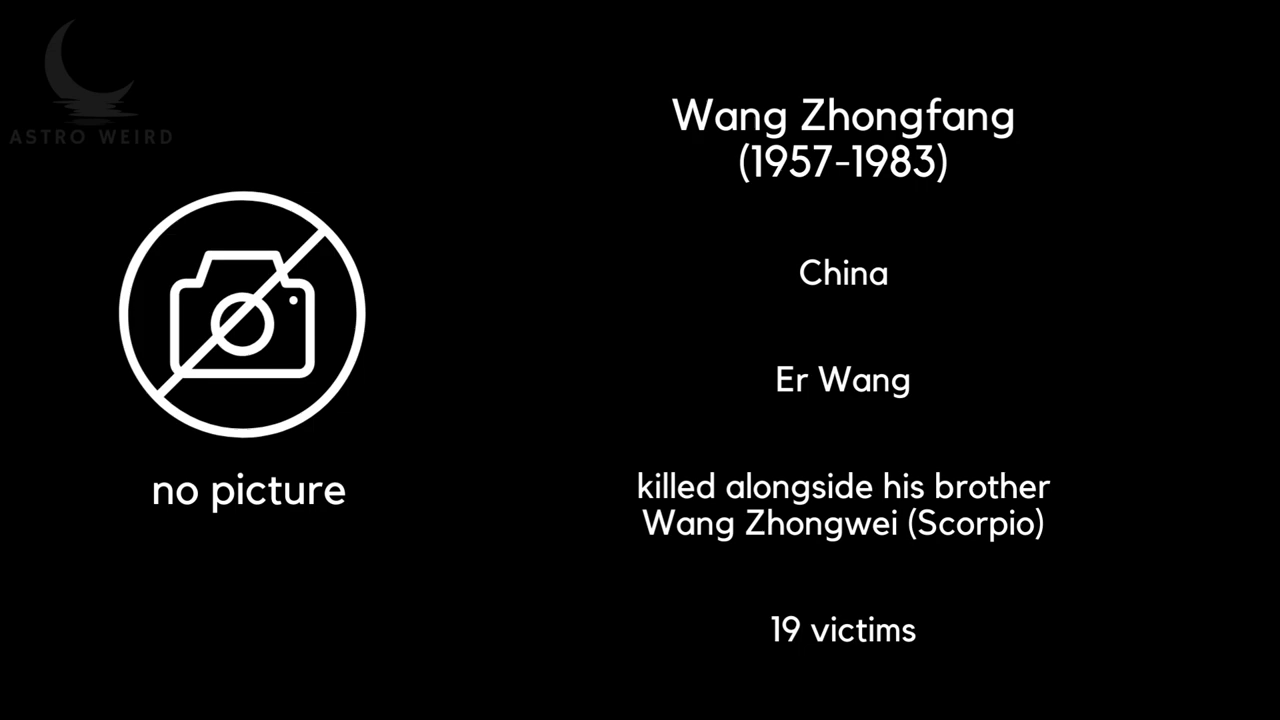 ASTRO WEIRD
Wang Zhongfang
(1957-1983)
China
Er Wang
killed alongside his brother
Wang Zhongwei (Scorpio)
19 victims
no picture